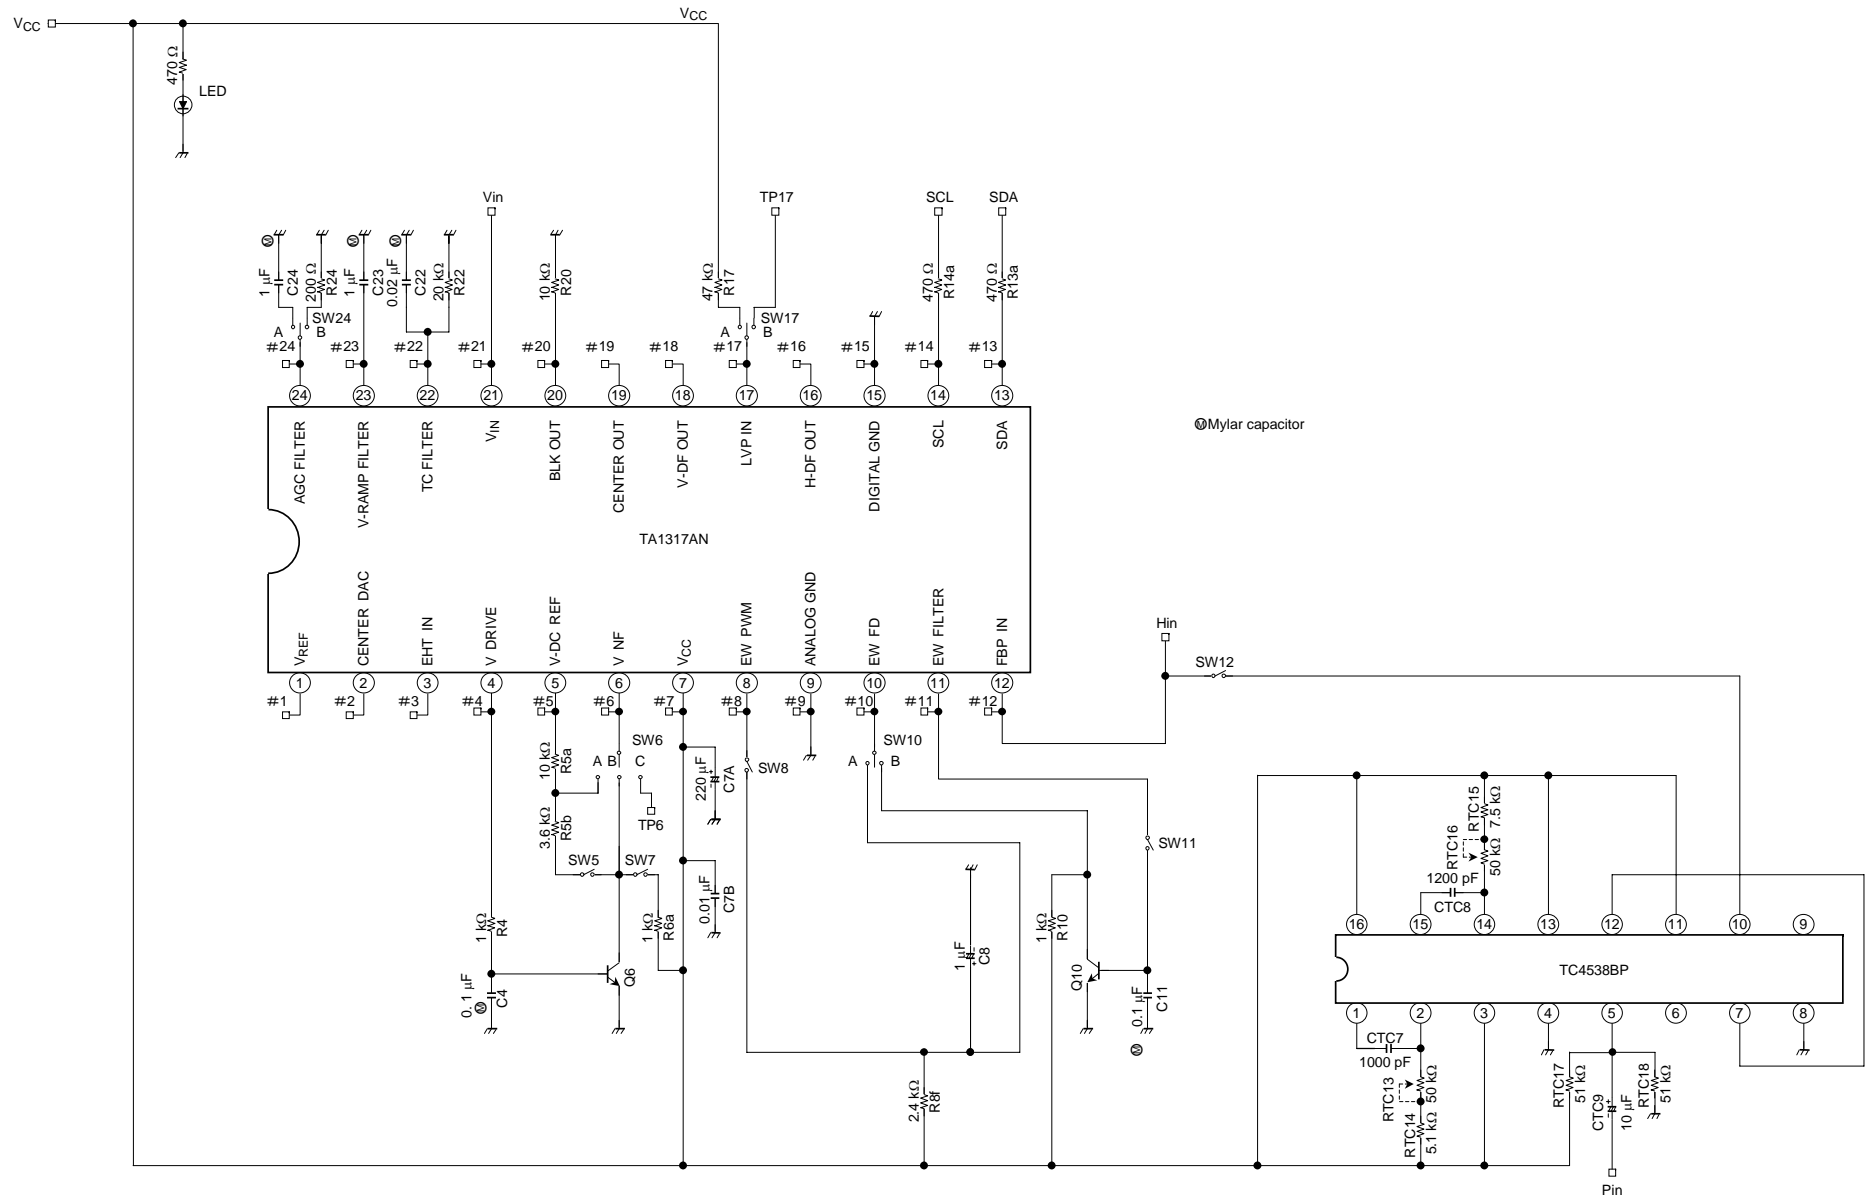 VCC
VCC
470 Ω
LED
Vin
TP17
SCL
SDA
Ⓜ
1 μF
C24
200 Ω
R24
Ⓜ
1 μF
C23
Ⓜ
0.02 μF
C22
20 kΩ
R22
10 kΩ
R20
47 kΩ
R17
470 Ω
R14a
470 Ω
R13a
A
B
SW24
A
B
SW17
#24
#23
#22
#21
#20
#19
#18
#17
#16
#15
#14
#13
24
23
22
21
20
19
18
17
16
15
14
13
AGC FILTER
V-RAMP FILTER
TC FILTER
VIN
BLK OUT
CENTER OUT
V-DF OUT
LVP IN
H-DF OUT
DIGITAL GND
SCL
SDA
ⓂMylar capacitor
TA1317AN
VREF
CENTER DAC
EHT IN
V DRIVE
V-DC REF
V NF
VCC
EW PWM
ANALOG GND
EW FD
EW FILTER
FBP IN
1
2
3
4
5
6
7
8
9
10
11
12
#1
#2
#3
#4
#5
#6
#7
#8
#9
#10
#11
#12
Hin
SW12
10 kΩ
R5a
A
B
C
SW6
TP6
3.6 kΩ
R5b
SW5
SW7
220 μF
+
C7A
0.01 μF
C7B
SW8
A
B
SW10
SW11
1 kΩ
R4
0.1 μF
Ⓜ
C4
Q6
1 kΩ
R6a
1 μF
+
C8
1 kΩ
R10
Q10
0.1 μF
C11
Ⓜ
2.4 kΩ
R8f
RTC15
7.5 kΩ
RTC16
50 kΩ
1200 pF
CTC8
16
15
14
13
12
11
10
9
TC4538BP
1
2
3
4
5
6
7
8
CTC7
1000 pF
RTC13
50 kΩ
RTC14
5.1 kΩ
RTC17
51 kΩ
CTC9
+
10 μF
RTC18
51 kΩ
Pin